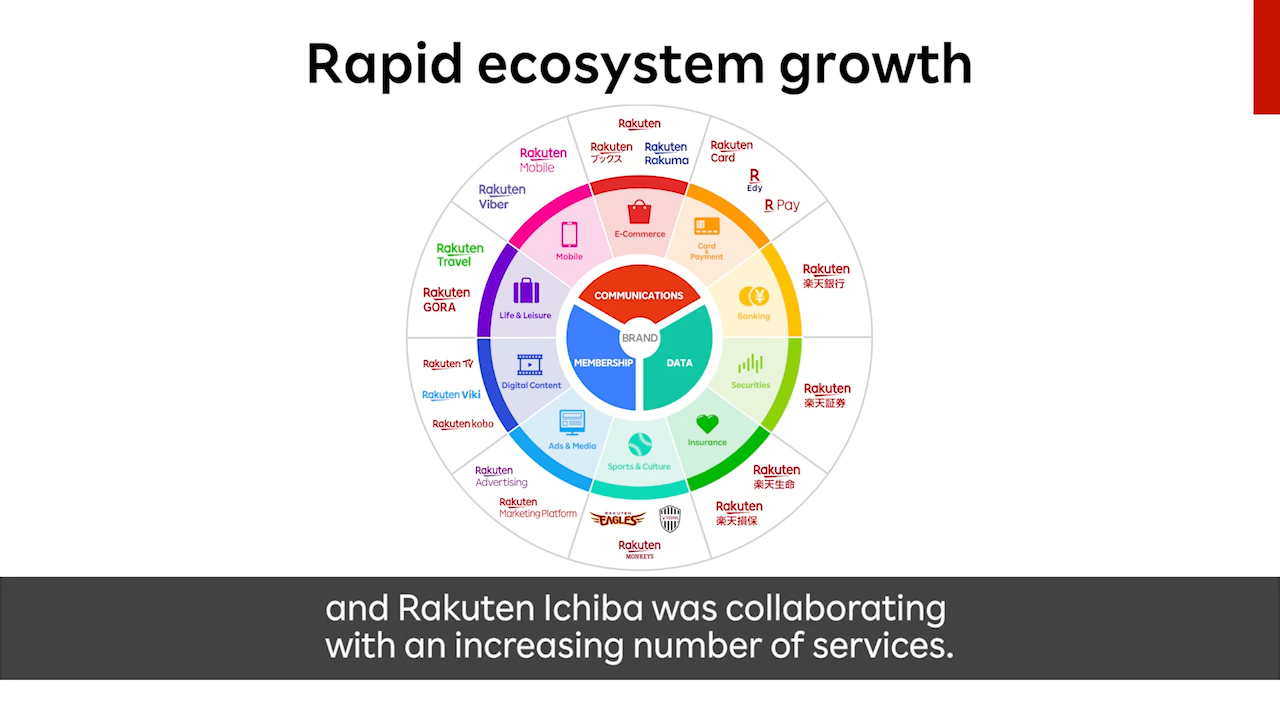 Rapid ecosystem growth
Rakuten
Rakuten
ブックス
Rakuten
Rakuma
Rakuten
Card
R
Edy
R Pay
Rakuten
楽天銀行
Rakuten
楽天証券
Rakuten
楽天生命
Rakuten
楽天損保
RAKUTEN
EAGLES
Rakuten
MONKEYS
Rakuten
Advertising
Rakuten
Marketing Platform
Rakuten TV
Rakuten Viki
Rakuten kobo
Rakuten
Travel
Rakuten
GORA
Rakuten
Mobile
Rakuten
Viber
E-Commerce
Card
&
Payment
Banking
Securities
Insurance
Sports & Culture
Ads & Media
Digital Content
Life & Leisure
Mobile
COMMUNICATIONS
BRAND
MEMBERSHIP
DATA
and Rakuten Ichiba was collaborating
with an increasing number of services.